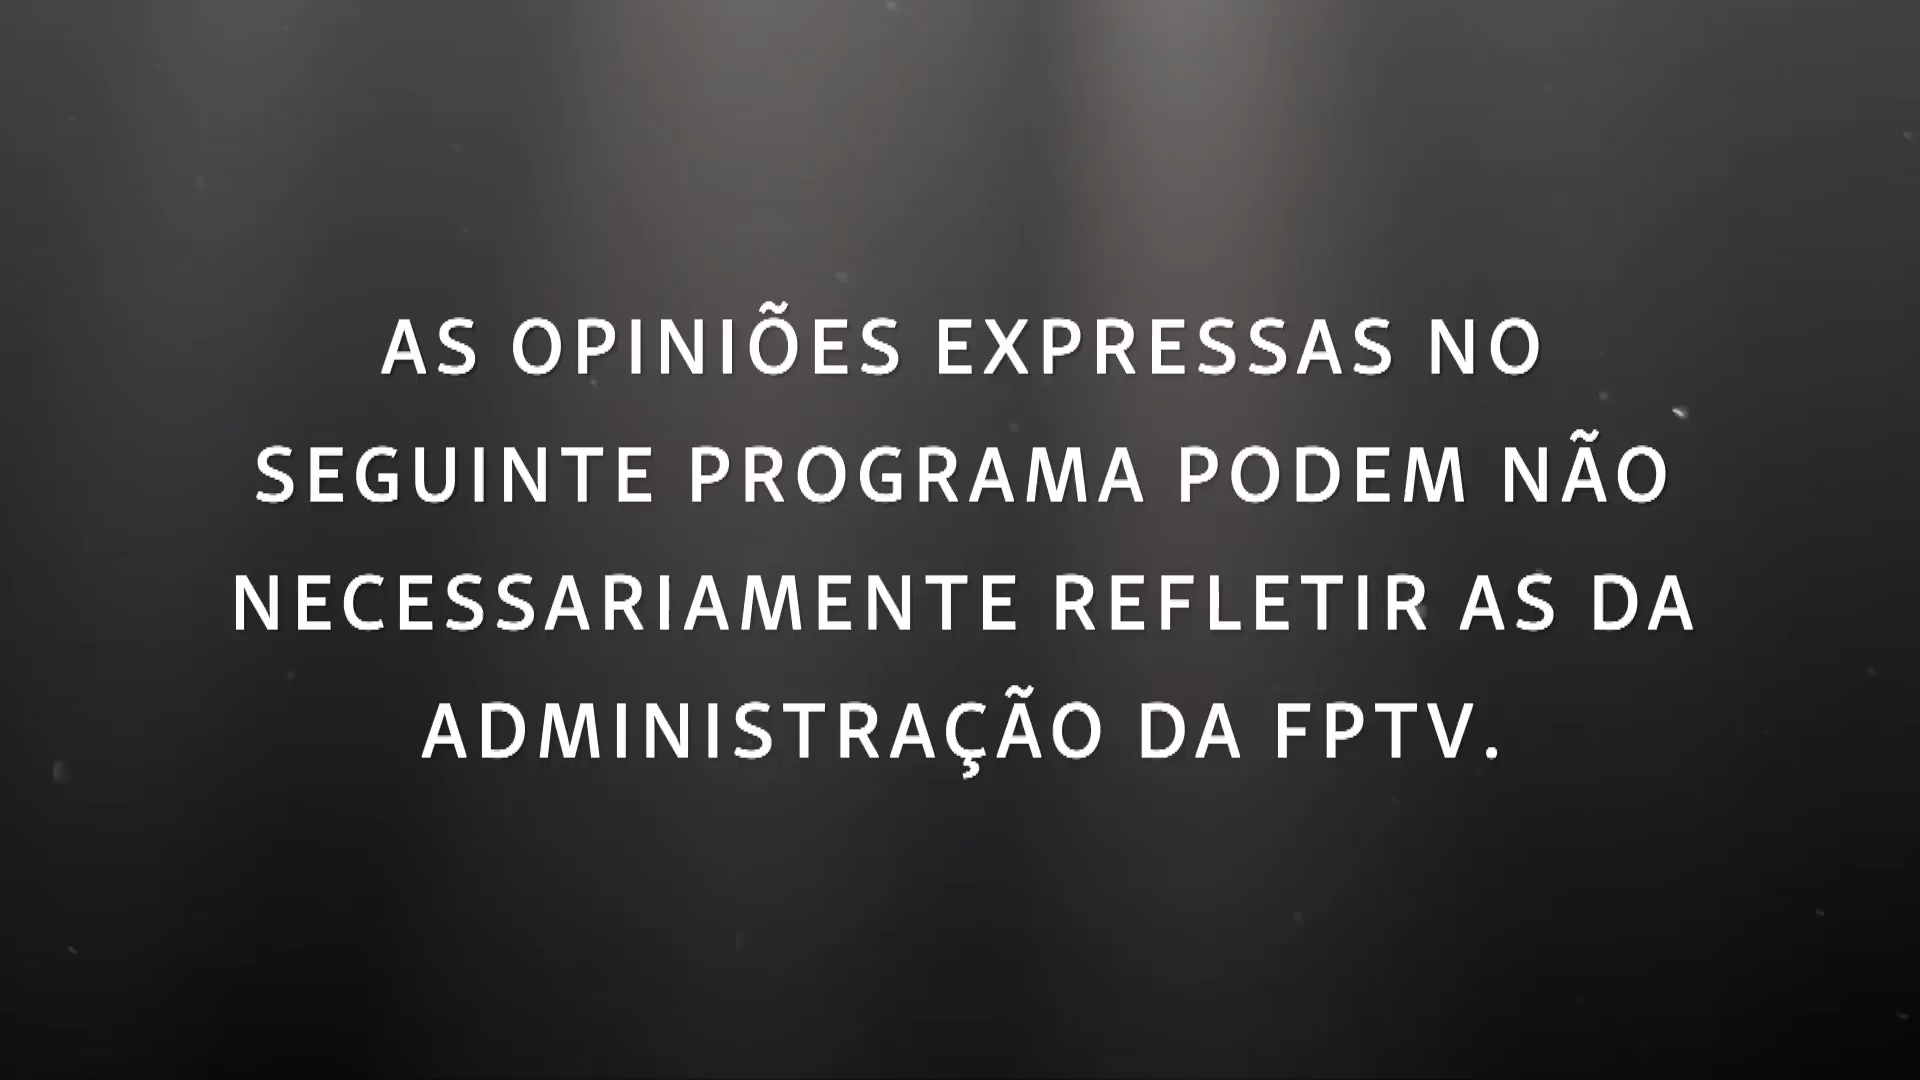 AS OPINIÕES EXPRESSAS NO
SEGUINTE PROGRAMA PODEM NÃO
NECESSARIAMENTE REFLETIR AS DA
ADMINISTRAÇÃO DA FPTV.